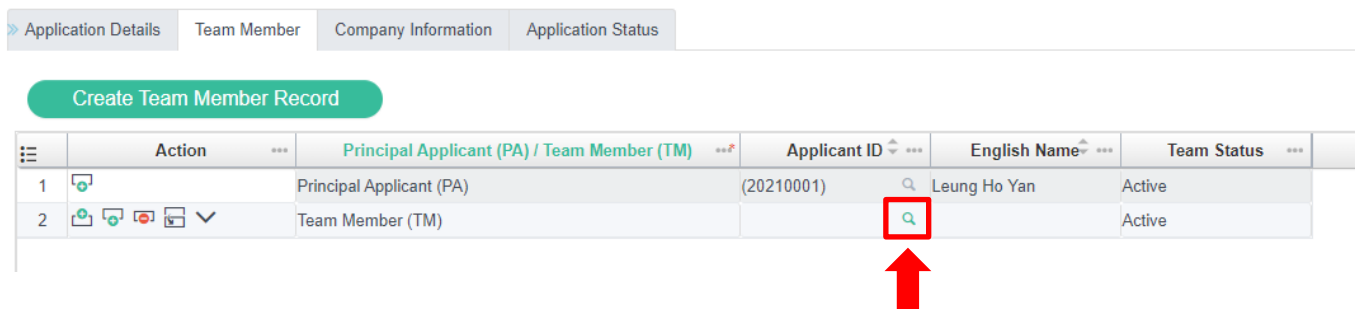 Application Details Team Member Company Information Application Status
Create Team Member Record
Action Principal Applicant (PA) / Team Member (TM) * Applicant ID English Name Team Status
1 Principal Applicant (PA) (20210001) Leung Ho Yan Active
2 Team Member (TM) Active